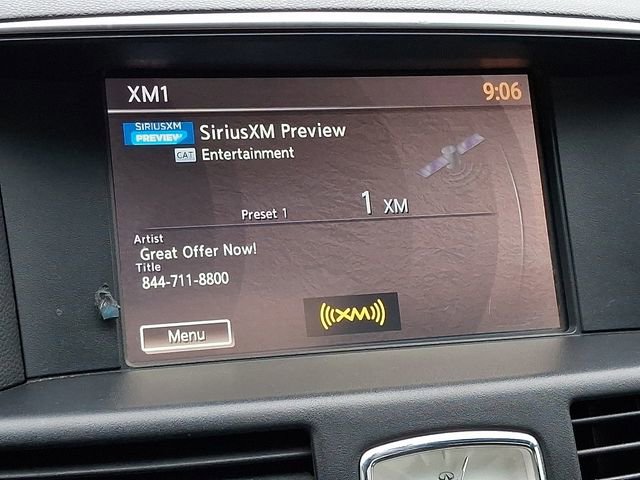 XM1 9:06
SIRIUSXM PREVIEW SiriusXM Preview
CAT Entertainment
Preset 1 1 XM
Artist
Great Offer Now!
Title
844-711-8800
((XM))
Menu